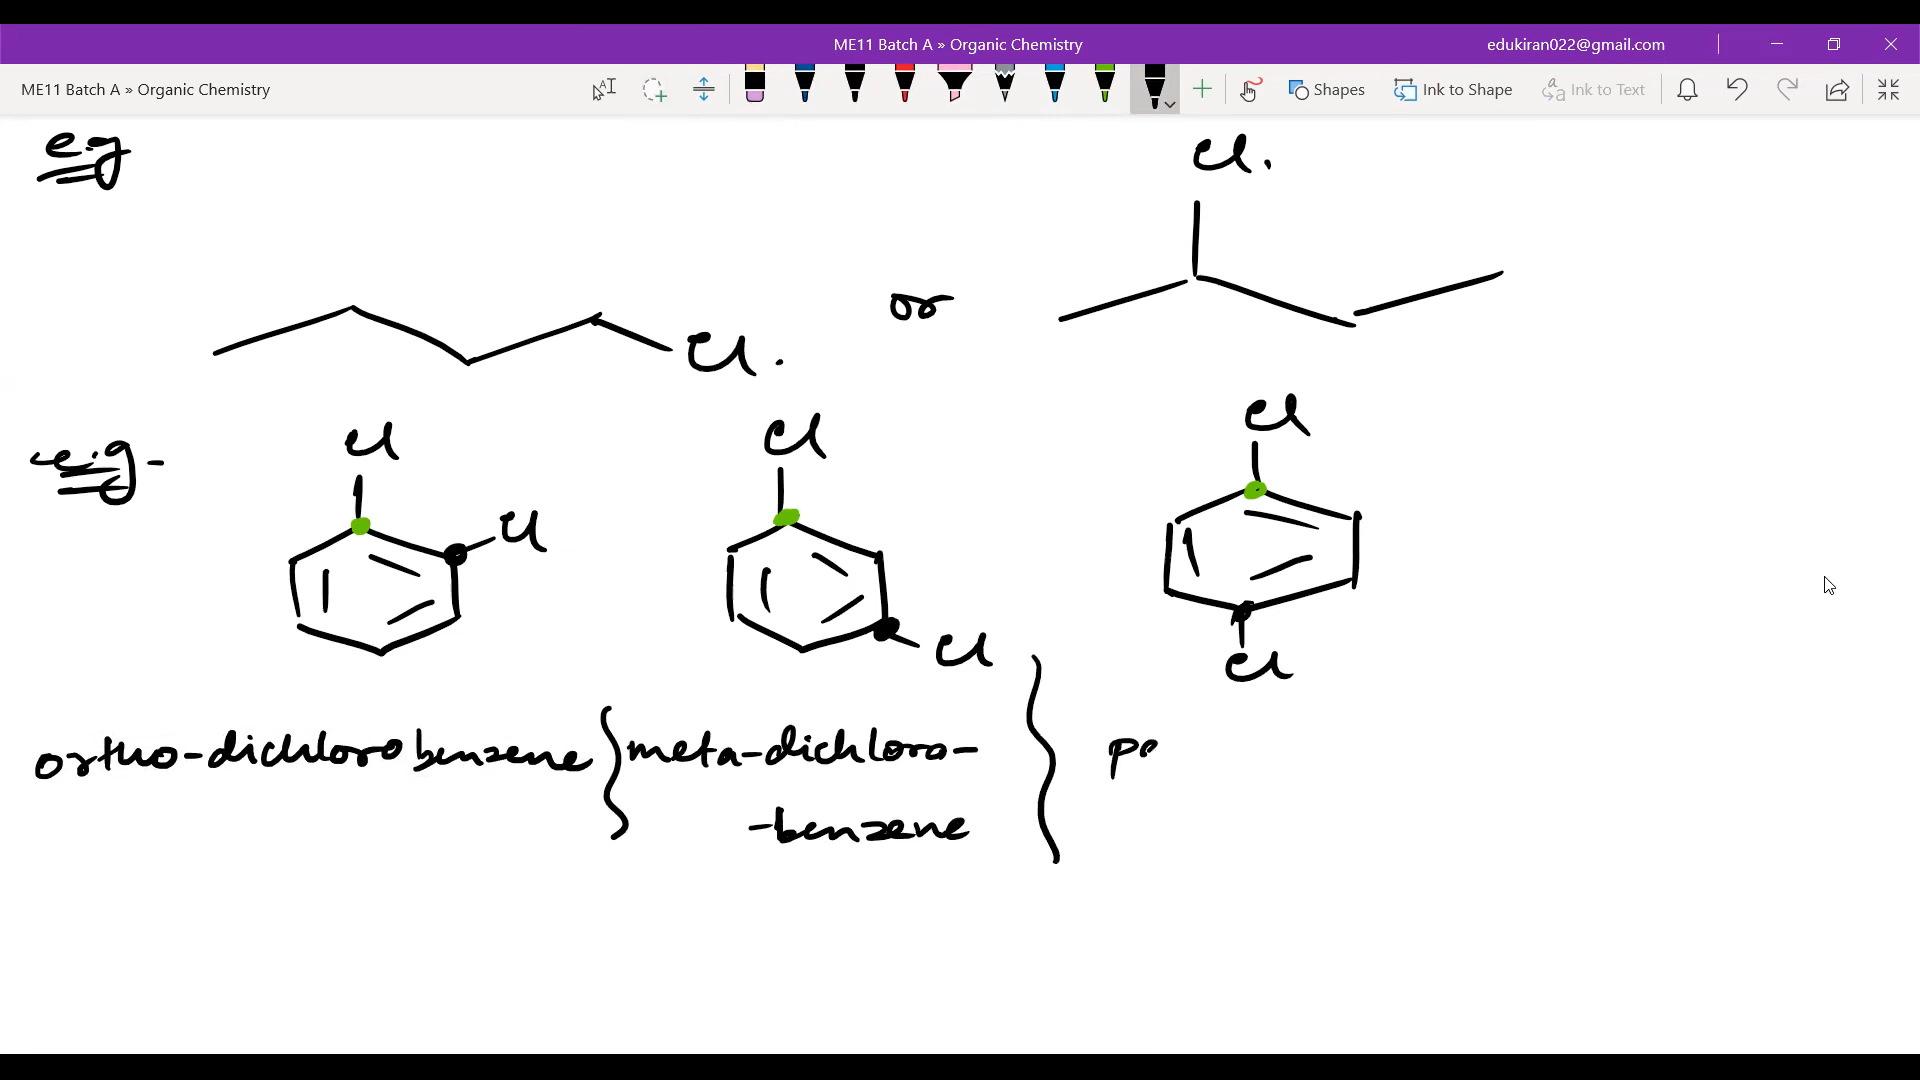 ME11 Batch A » Organic Chemistry
edukiran022@gmail.com
ME11 Batch A » Organic Chemistry
Shapes
Ink to Shape
Ink to Text
e.g
Cl.
or
Cl.
e.g-
Cl
Cl
Cl
Cl
Cl
Cl
ortho-dichlorobenzene
meta-dichloro-
-benzene